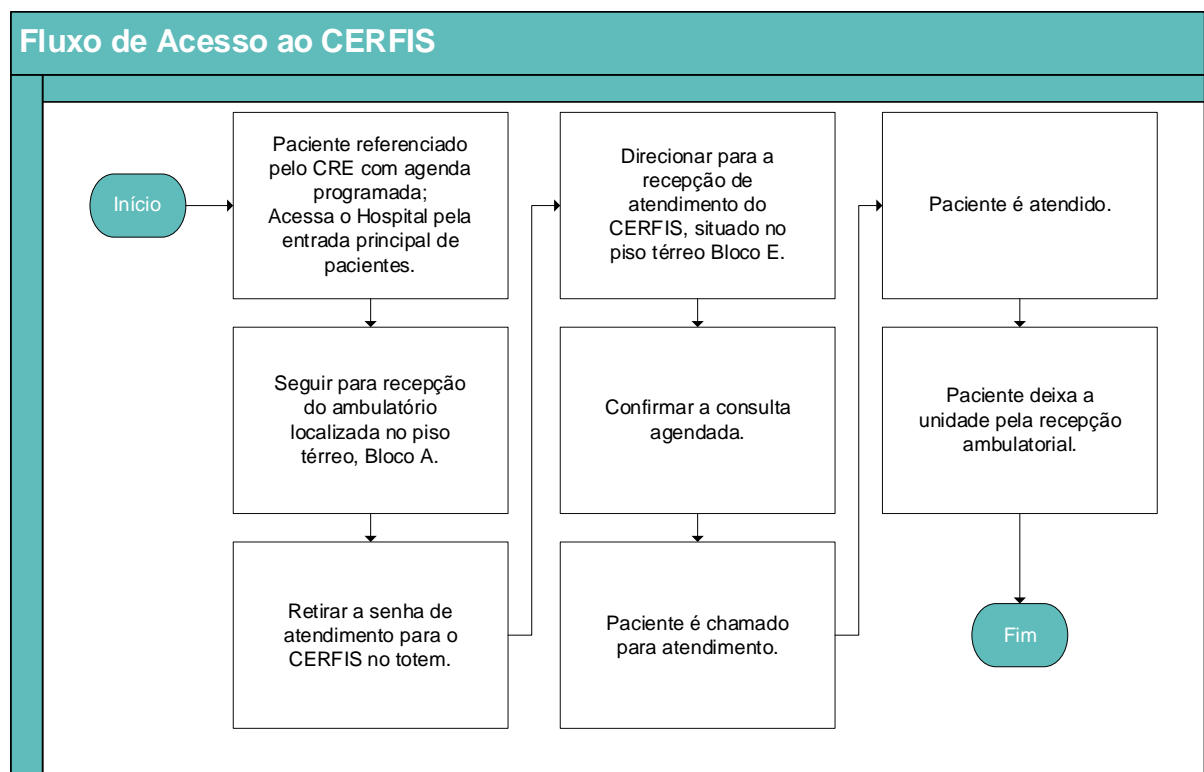 Fluxo de Acesso ao CERFIS
Início
Paciente referenciado
pelo CRE com agenda
programada;
Acessa o Hospital pela
entrada principal de
pacientes.
Seguir para recepção
do ambulatório
localizada no piso
térreo, Bloco A.
Retirar a senha de
atendimento para o
CERFIS no totem.
Direcionar para a
recepção de
atendimento do
CERFIS, situado no
piso térreo Bloco E.
Confirmar a consulta
agendada.
Paciente é chamado
para atendimento.
Paciente é atendido.
Paciente deixa a
unidade pela recepção
ambulatorial.
Fim